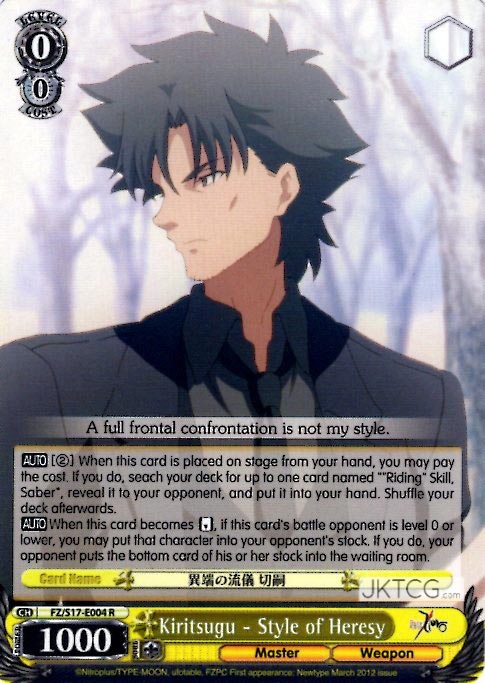 LEVEL
0
0
COST
A full frontal confrontation is not my style.
AUTO [②] When this card is placed on stage from your hand, you may pay
the cost. If you do, seach your deck for up to one card named ""Riding" Skill,
Saber", reveal it to your opponent, and put it into your hand. Shuffle your
deck afterwards.
AUTO When this card becomes [ ], if this card's battle opponent is level 0 or
lower, you may put that character into your opponent's stock. If you do, your
opponent puts the bottom card of his or her stock into the waiting room.
Card Name 異端の流儀 切嗣
JKTCG.com
CH FZ/S17-E004 R
POWER 1000 SOUL Kiritsugu - Style of Heresy
Master Weapon
©Nitroplus/TYPE-MOON, ufotable, FZPC First appearance: Newtype March 2012 issue